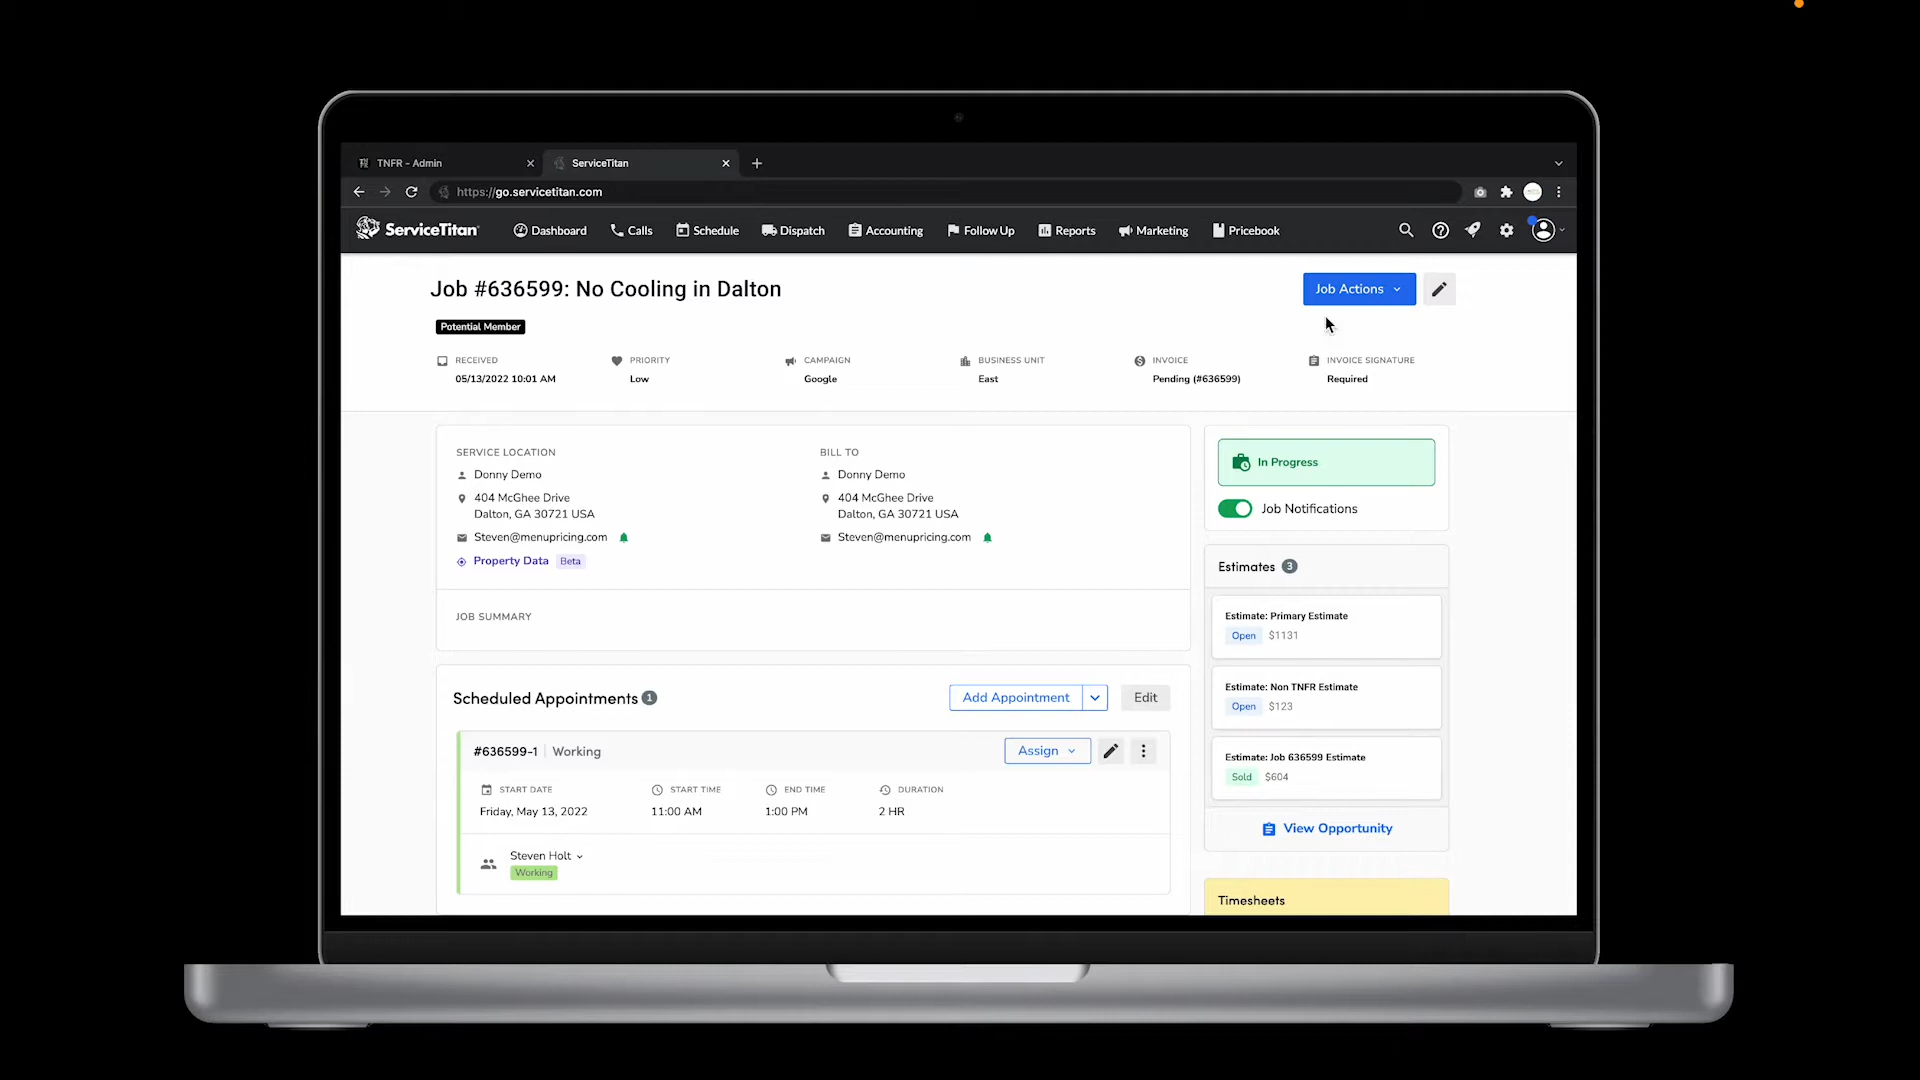 TNFR - Admin
ServiceTitan
https://go.servicetitan.com
ServiceTitan
Dashboard
Calls
Schedule
Dispatch
Accounting
Follow Up
Reports
Marketing
Pricebook
Job #636599: No Cooling in Dalton
Job Actions
Potential Member
RECEIVED
05/13/2022 10:01 AM
PRIORITY
Low
CAMPAIGN
Google
BUSINESS UNIT
East
INVOICE
Pending (#636599)
INVOICE SIGNATURE
Required
SERVICE LOCATION
Donny Demo
404 McGhee Drive
Dalton, GA 30721 USA
Steven@menupricing.com
Property Data Beta
BILL TO
Donny Demo
404 McGhee Drive
Dalton, GA 30721 USA
Steven@menupricing.com
JOB SUMMARY
Scheduled Appointments 1
Add Appointment
Edit
#636599-1 Working
Assign
START DATE
Friday, May 13, 2022
START TIME
11:00 AM
END TIME
1:00 PM
DURATION
2 HR
Steven Holt
Working
In Progress
Job Notifications
Estimates 3
Estimate: Primary Estimate
Open $1131
Estimate: Non TNFR Estimate
Open $123
Estimate: Job 636599 Estimate
Sold $604
View Opportunity
Timesheets